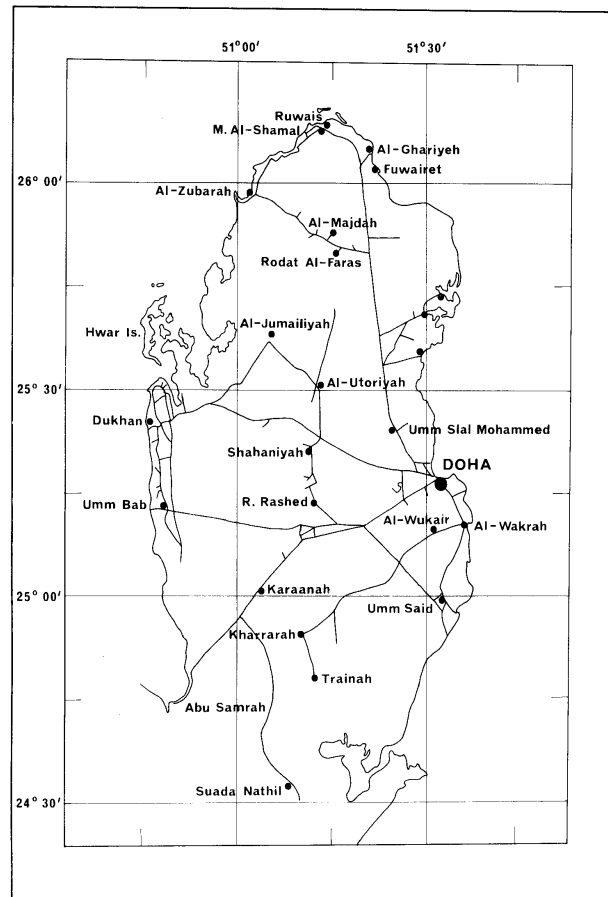 51°00′ 51°30′
Ruwais
M. Al-Shamal
Al-Ghariyeh
Fuwairet
26°00′
Al-Zubarah
Al-Majdah
Rodat Al-Faras
Hwar Is.
Al-Jumailiyah
25°30′
Al-Utoriyah
Dukhan
Umm Slal Mohammed
Shahaniyah
DOHA
Umm Bab
R. Rashed
Al-Wukair
Al-Wakrah
25°00′
Karaanah
Umm Said
Kharrarah
Trainah
Abu Samrah
Suada Nathil
24°30′